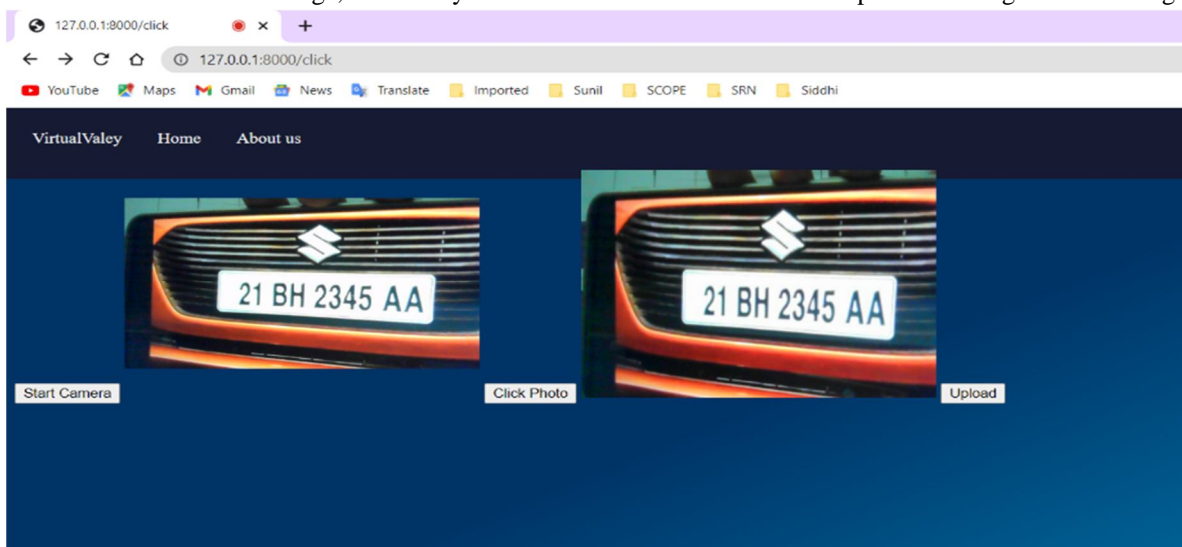 127.0.0.1:8000/click
127.0.0.1:8000/click
YouTube Maps Gmail News Translate Imported Sunil SCOPE SRN Siddhi
VirtualValey Home About us
21 BH 2345 AA
21 BH 2345 AA
Start Camera
Click Photo
Upload